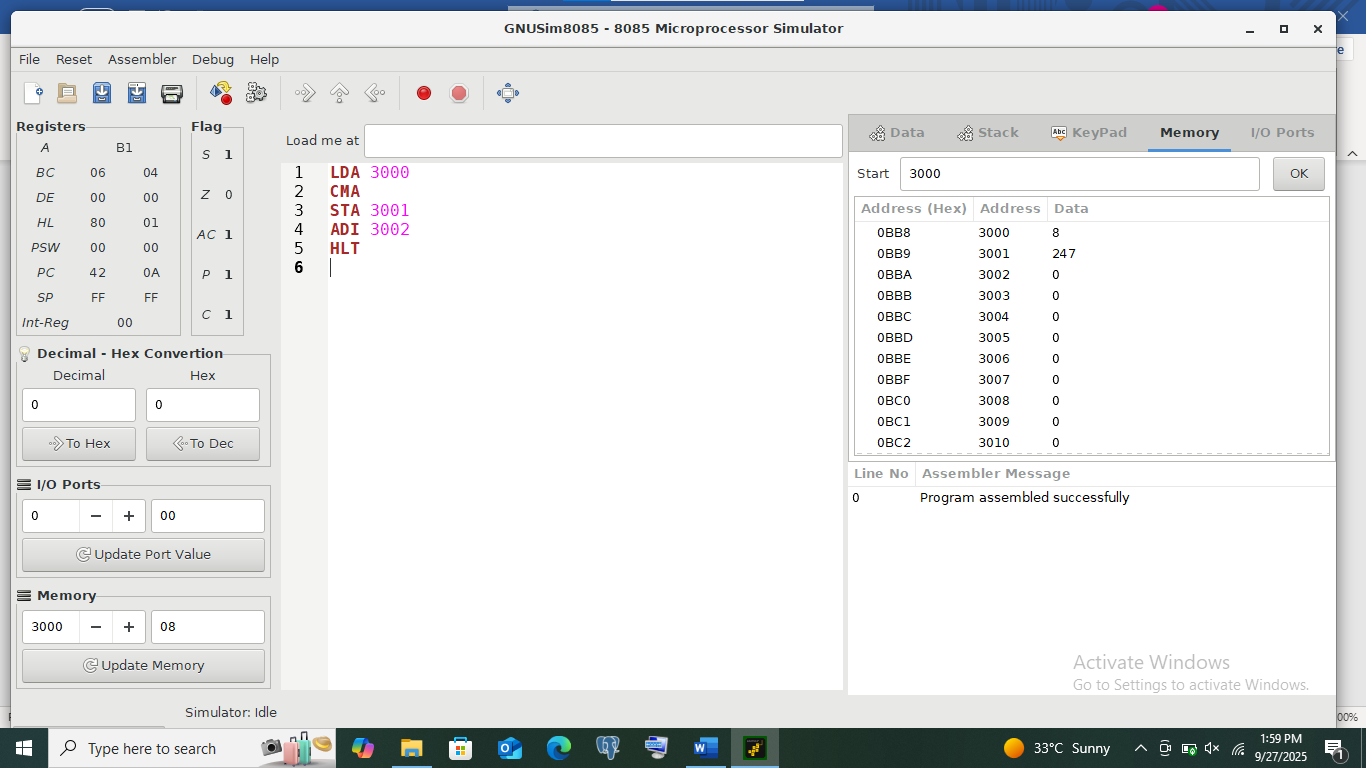 GNUSim8085 - 8085 Microprocessor Simulator
File Reset Assembler Debug Help
Registers
A B1
BC 06 04
DE 00 00
HL 80 01
PSW 00 00
PC 42 0A
SP FF FF
Int-Reg 00
Flag
S 1
Z 0
AC 1
P 1
C 1
Decimal - Hex Convertion
Decimal Hex
0 0
To Hex To Dec
I/O Ports
0 − + 00
Update Port Value
Memory
3000 − + 08
Update Memory
Load me at
1 LDA 3000
2 CMA
3 STA 3001
4 ADI 3002
5 HLT
6
Data Stack Abc KeyPad Memory I/O Ports
Start 3000 OK
Address (Hex) Address Data
0BB8 3000 8
0BB9 3001 247
0BBA 3002 0
0BBB 3003 0
0BBC 3004 0
0BBD 3005 0
0BBE 3006 0
0BBF 3007 0
0BC0 3008 0
0BC1 3009 0
0BC2 3010 0
Line No Assembler Message
0 Program assembled successfully
Activate Windows
Go to Settings to activate Windows.
Simulator: Idle
00%
Type here to search
33°C Sunny
1:59 PM
9/27/2025
1